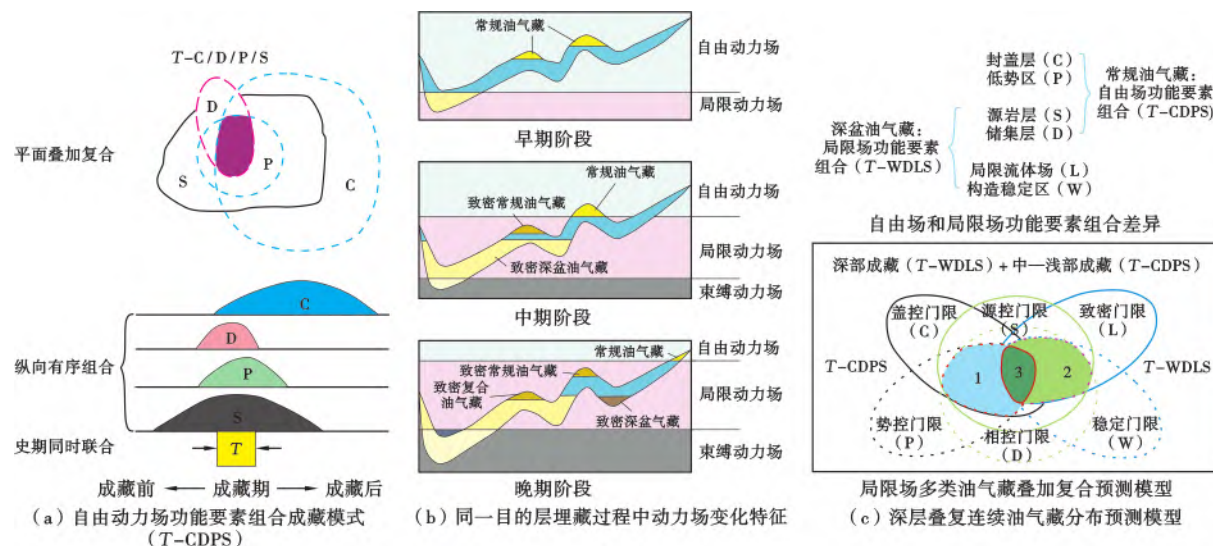 T-C/D/P/S
D
P
S
C
平面叠加复合
C
D
P
S
纵向有序组合
史期同时联合
T
成藏前
成藏期
成藏后
(a)自由动力场功能要素组合成藏模式
(T-CDPS)
常规油气藏
自由动力场
局限动力场
早期阶段
常规油气藏
致密常规油气藏
致密深盆油气藏
自由动力场
局限动力场
束缚动力场
中期阶段
常规油气藏
致密常规油气藏
致密复合
油气藏
致密深盆气藏
自由动力场
局限动力场
束缚动力场
晚期阶段
(b)同一目的层埋藏过程中动力场变化特征
封盖层(C)
低势区(P)
源岩层(S)
储集层(D)
局限流体场(L)
构造稳定区(W)
常规油气藏:
自由场功能要素
组合(T-CDPS)
深盆油气藏:
局限场功能要素
组合(T-WDLS)
自由场和局限场功能要素组合差异
深部成藏(T-WDLS)+中—浅部成藏(T-CDPS)
盖控门限
(C)
源控门限
(S)
致密门限
(L)
T-CDPS
T-WDLS
1
3
2
势控门限
(P)
相控门限
(D)
稳定门限
(W)
局限场多类油气藏叠加复合预测模型
(c)深层叠复连续油气藏分布预测模型